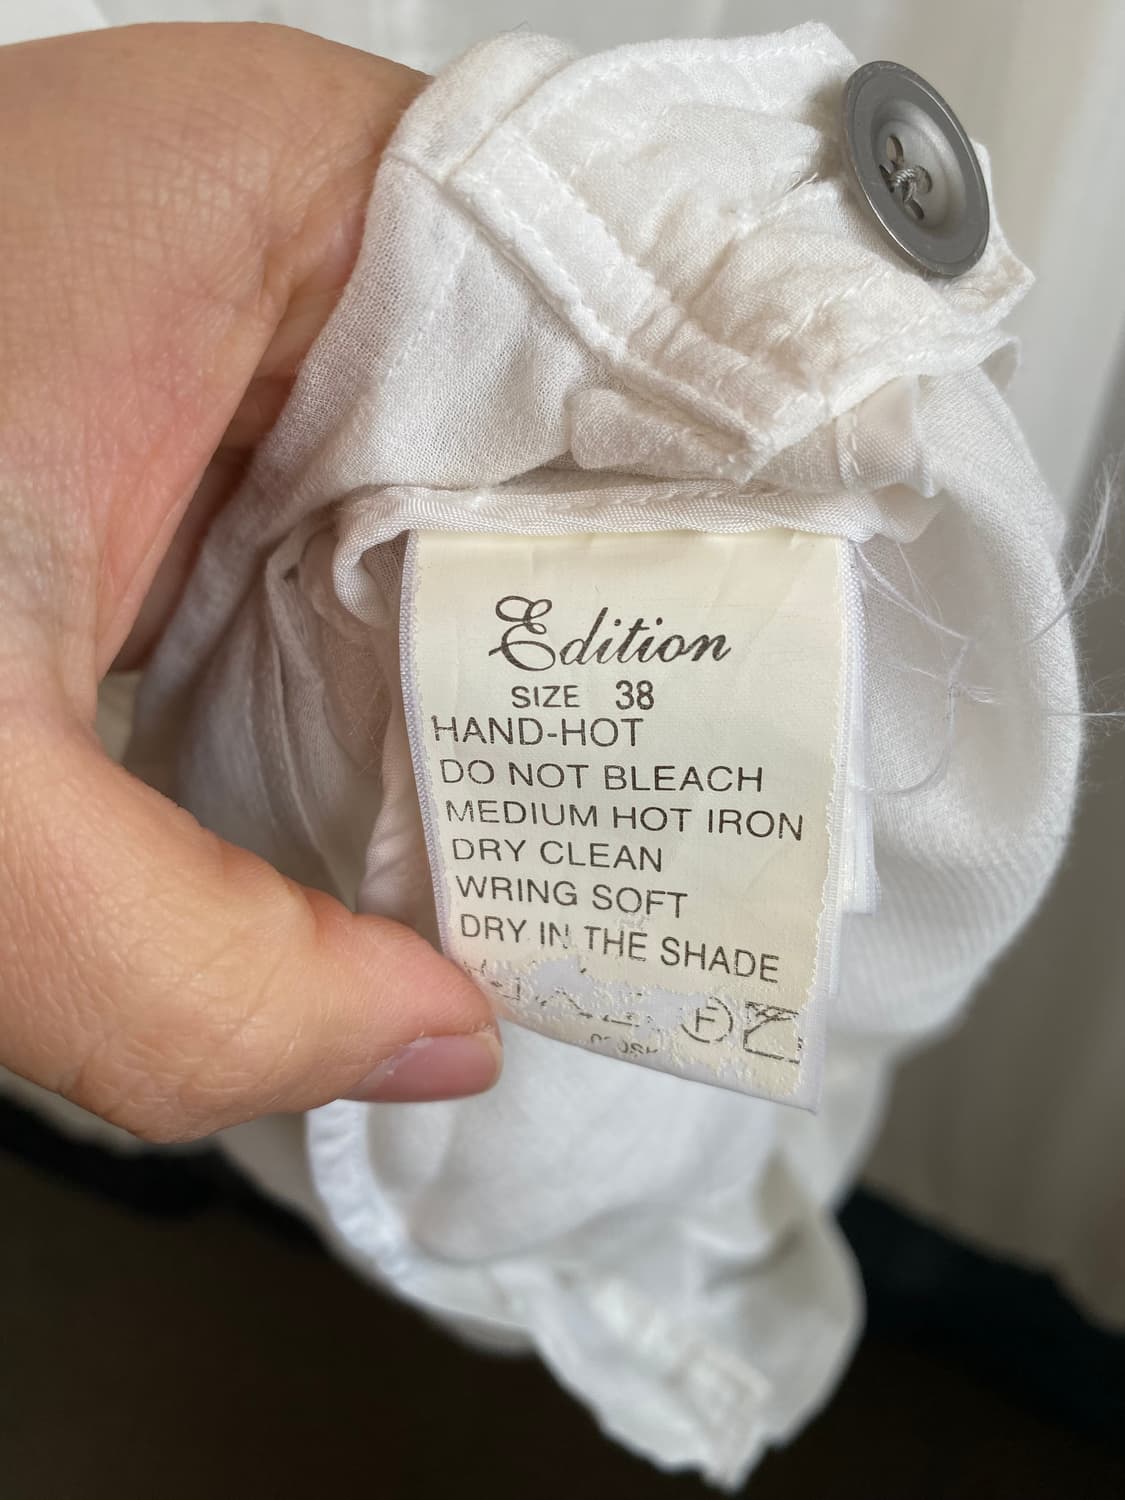 Edition
SIZE 38
HAND-HOT
DO NOT BLEACH
MEDIUM HOT IRON
DRY CLEAN
WRING SOFT
DRY IN THE SHADE
F